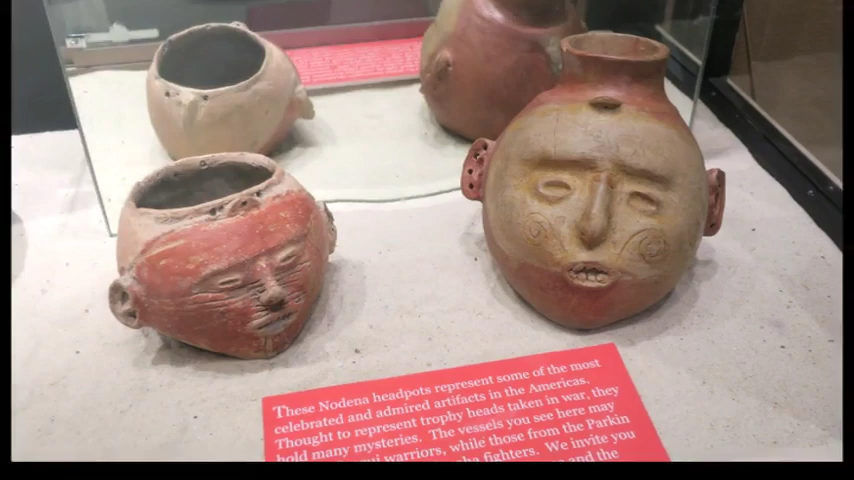 These Nodena headpots represent some of the most
celebrated and admired artifacts in the Americas.
Thought to represent trophy heads taken in war, they
hold many mysteries. The vessels you see here may
warriors, while those from the Parkin
fighters. We invite you
and the